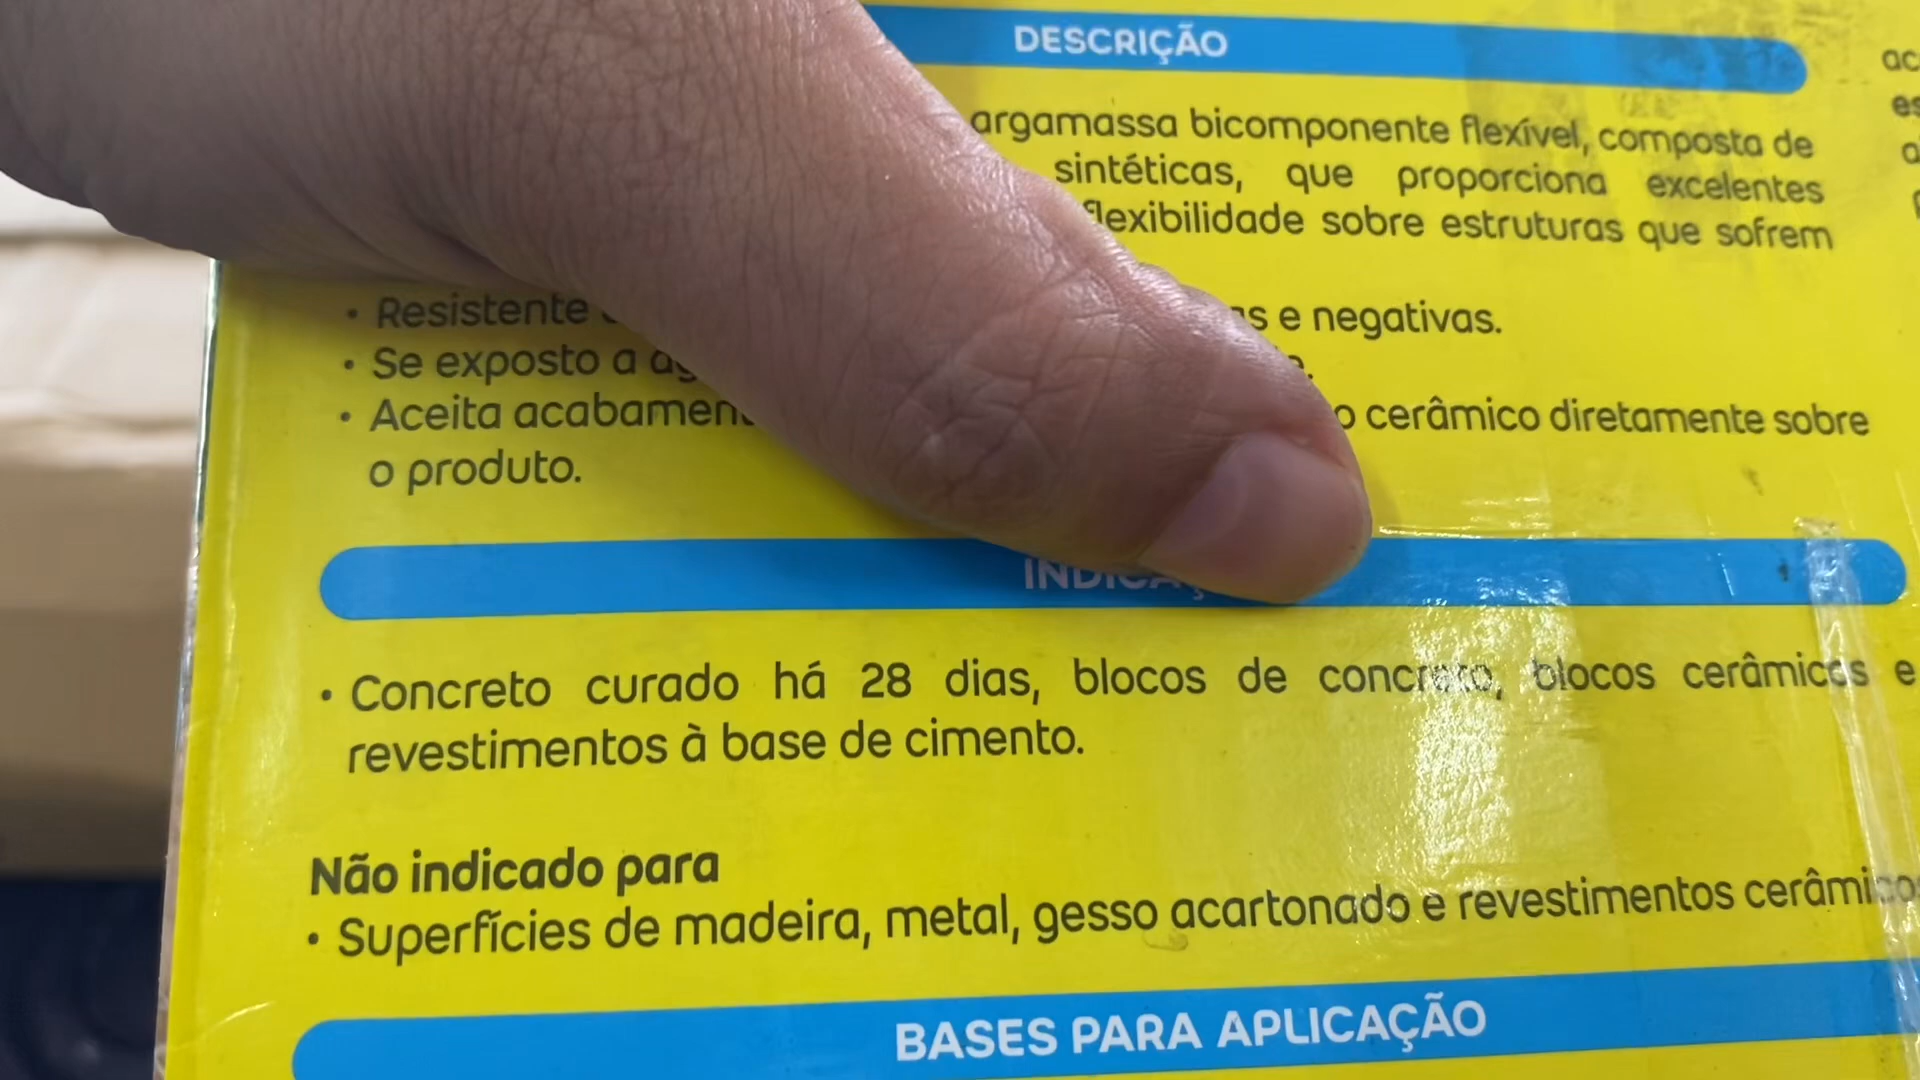 DESCRIÇÃO
argamassa bicomponente flexível, composta de
sintéticas, que proporciona excelentes
flexibilidade sobre estruturas que sofrem
• Resistente e negativas.
• Se exposto a
• Aceita cerâmico diretamente sobre
o produto.
• Concreto curado há 28 dias, blocos de concreto, blocos cerâmicos e
revestimentos à base de cimento.
Não indicado para
• Superfícies de madeira, metal, gesso acartonado e revestimentos
BASES PARA APLICAÇÃO